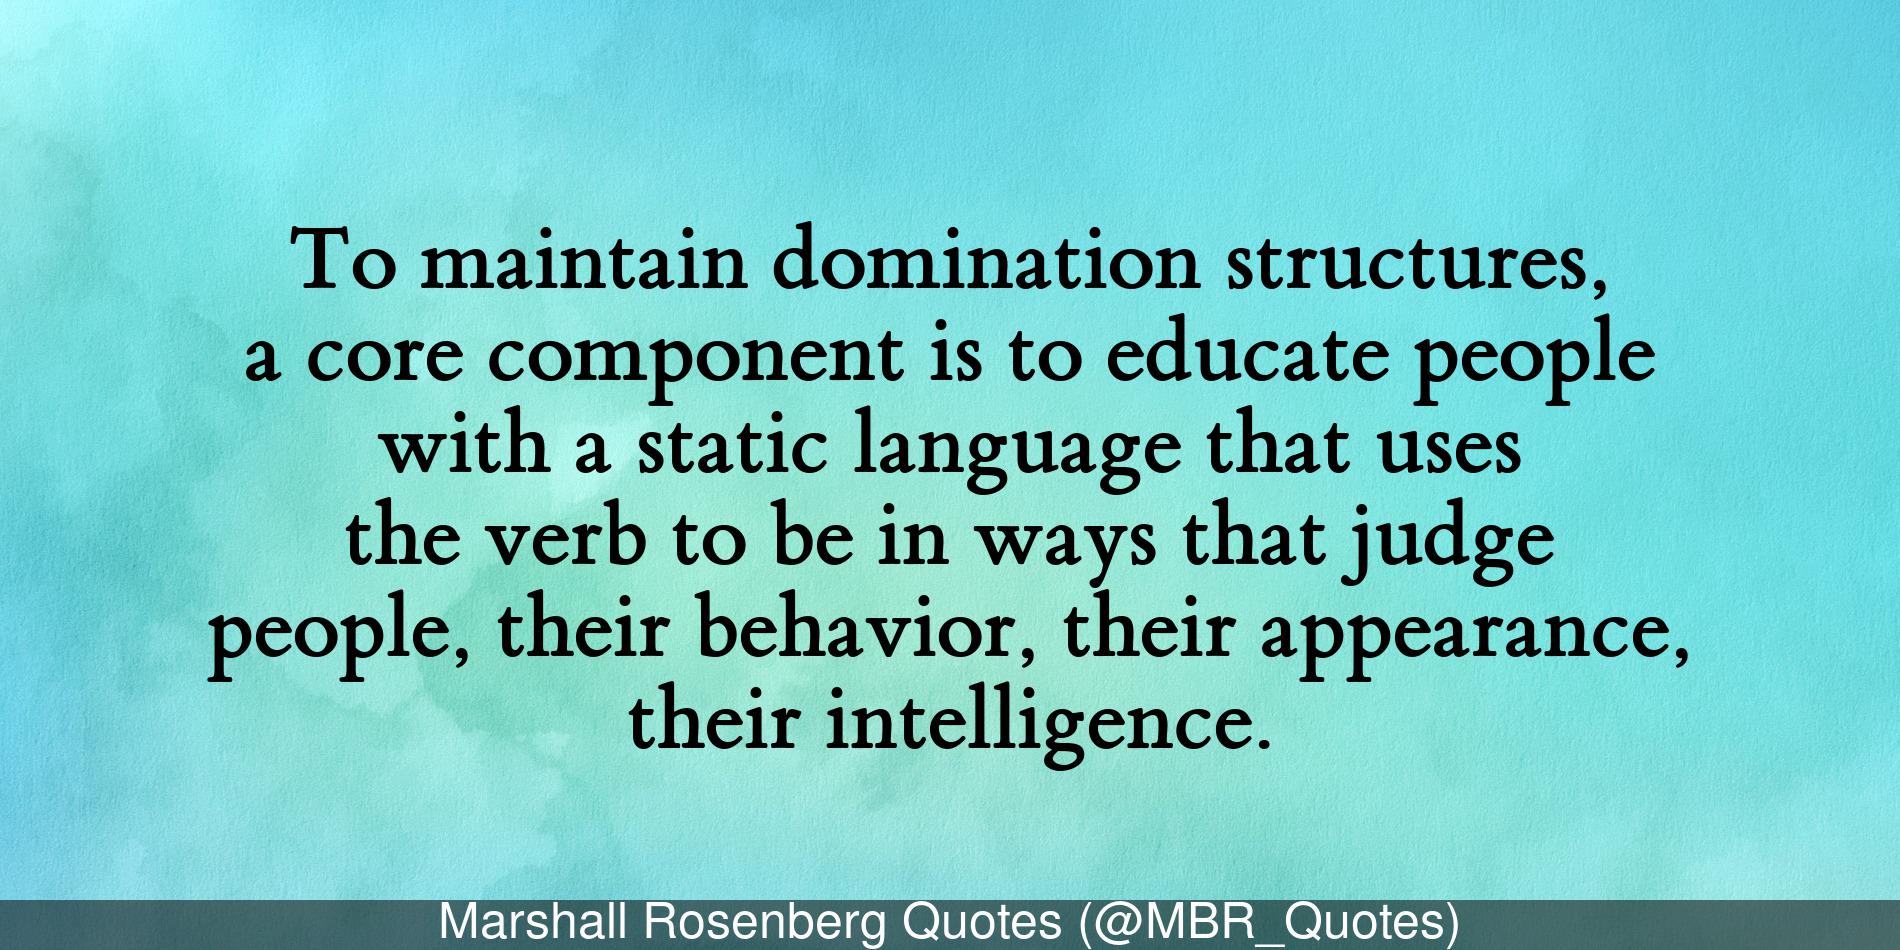 To maintain domination structures,
a core component is to educate people
with a static language that uses
the verb to be in ways that judge
people, their behavior, their appearance,
their intelligence.
Marshall Rosenberg Quotes (@MBR_Quotes)